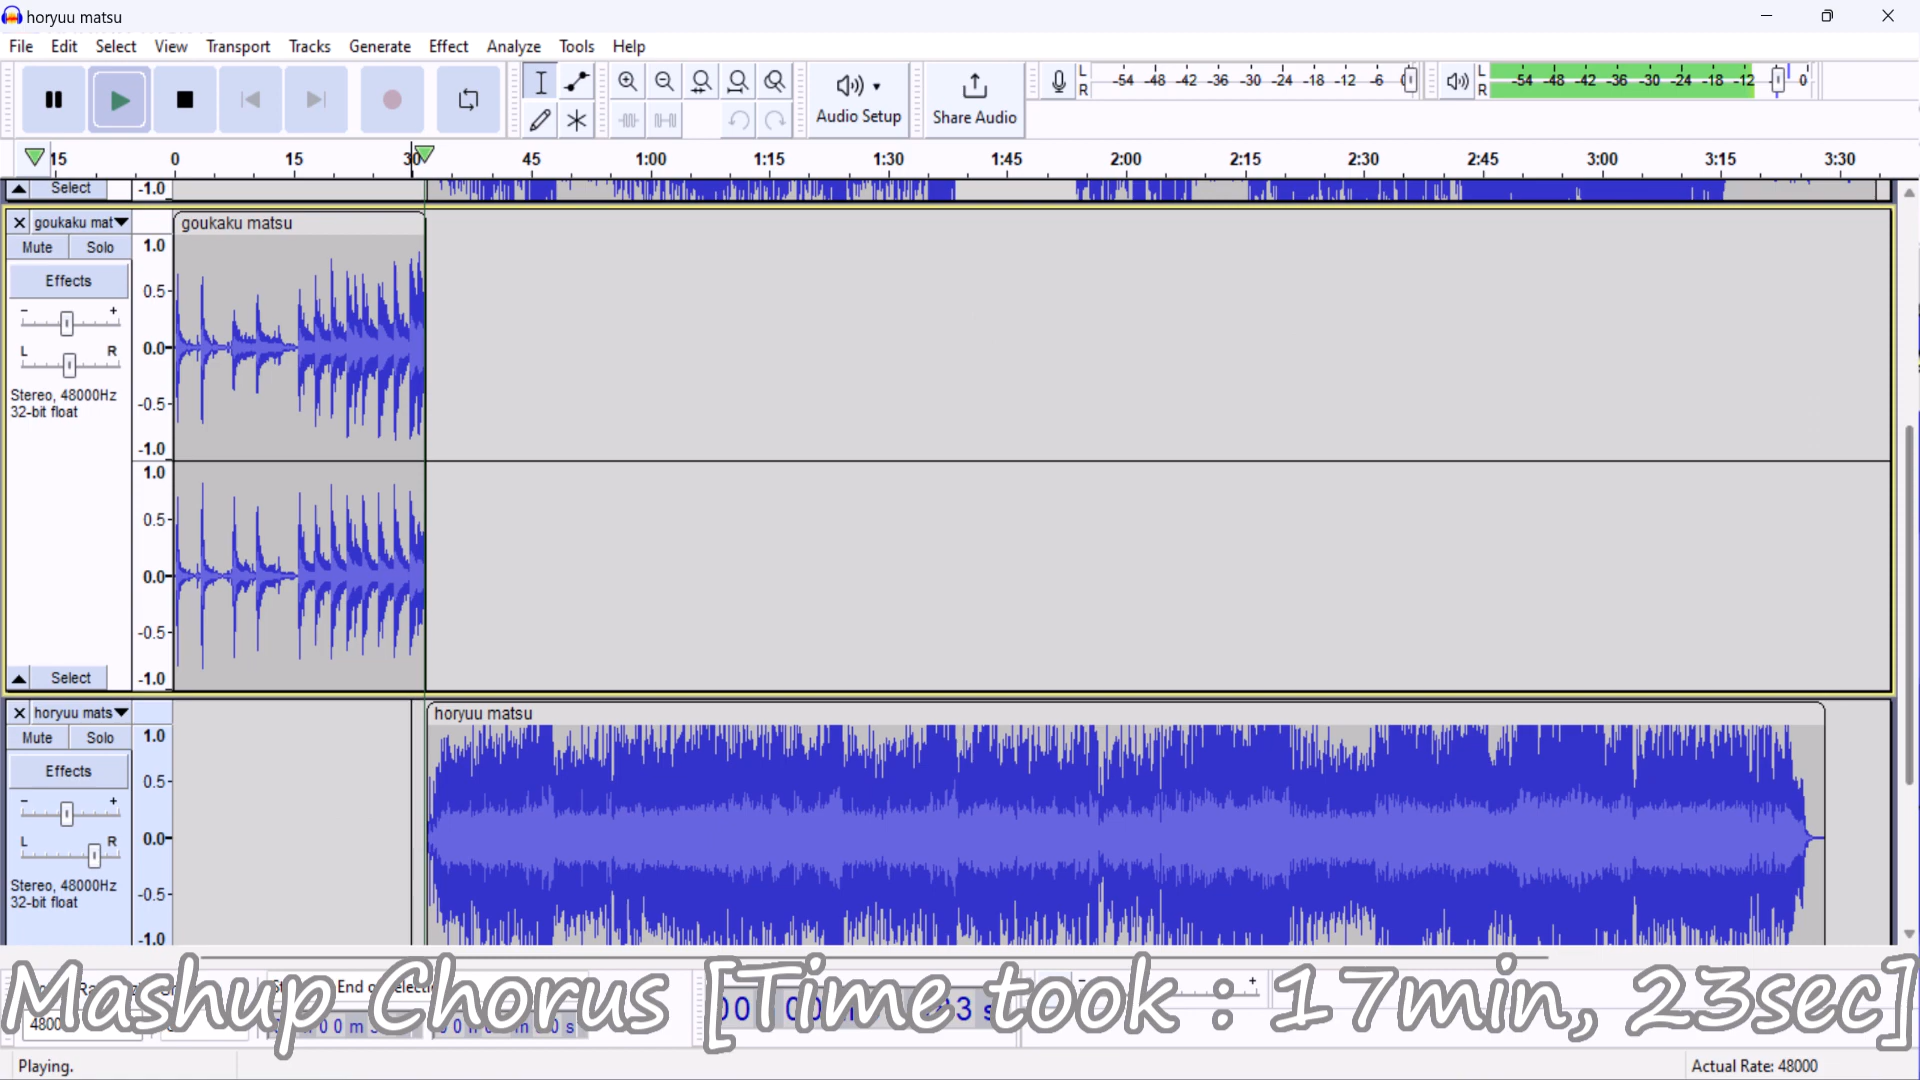 horyuu matsu
File Edit Select View Transport Tracks Generate Effect Analyze Tools Help
L R -54 -48 -42 -36 -30 -24 -18 -12 -6
L R -54 -48 -42 -36 -30 -24 -18 -12 0
Audio Setup
Share Audio
15 0 15 30 45 1:00 1:15 1:30 1:45 2:00 2:15 2:30 2:45 3:00 3:15 3:30
Select -1.0
goukaku mat
goukaku matsu
Mute Solo
Effects
- +
L R
Stereo, 48000Hz
32-bit float
1.0
0.5
0.0
-0.5
-1.0
1.0
0.5
0.0
-0.5
Select -1.0
horyuu mats
horyuu matsu
Mute Solo
Effects
- +
L R
Stereo, 48000Hz
32-bit float
1.0
0.5
0.0
-0.5
-1.0
Mashup Chorus [Time took : 17min, 23sec]
Playing.
Actual Rate: 48000